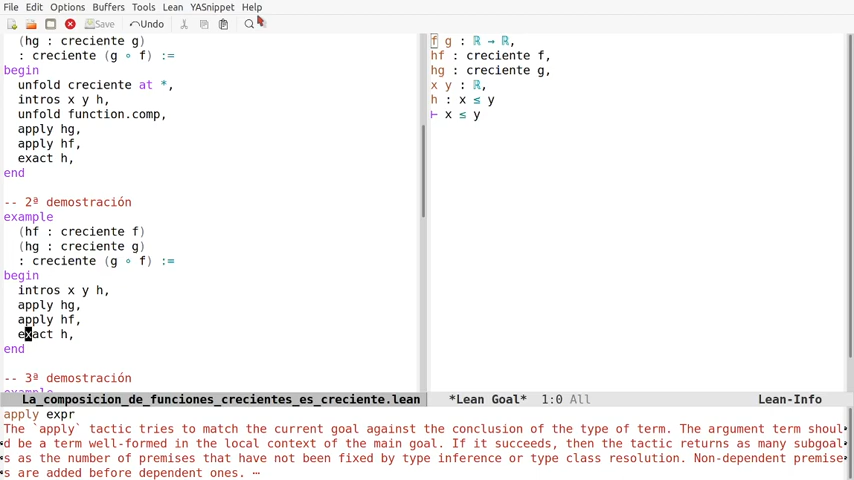 File Edit Options Buffers Tools Lean YASnippet Help
Save Undo
(hg : creciente g)
: creciente (g ∘ f) :=
begin
unfold creciente at *,
intros x y h,
unfold function.comp,
apply hg,
apply hf,
exact h,
end
-- 2ª demostración
example
(hf : creciente f)
(hg : creciente g)
: creciente (g ∘ f) :=
begin
intros x y h,
apply hg,
apply hf,
exact h,
end
-- 3ª demostración
example
La_composicion_de_funciones_crecientes_es_creciente.lean
f g : ℝ → ℝ,
hf : creciente f,
hg : creciente g,
x y : ℝ,
h : x ≤ y
⊢ x ≤ y
*Lean Goal* 1:0 All Lean-Info
apply expr
The `apply` tactic tries to match the current goal against the conclusion of the type of term. The argument term shoul
d be a term well-formed in the local context of the main goal. If it succeeds, then the tactic returns as many subgoal
s as the number of premises that have not been fixed by type inference or type class resolution. Non-dependent premise
s are added before dependent ones. ⋯